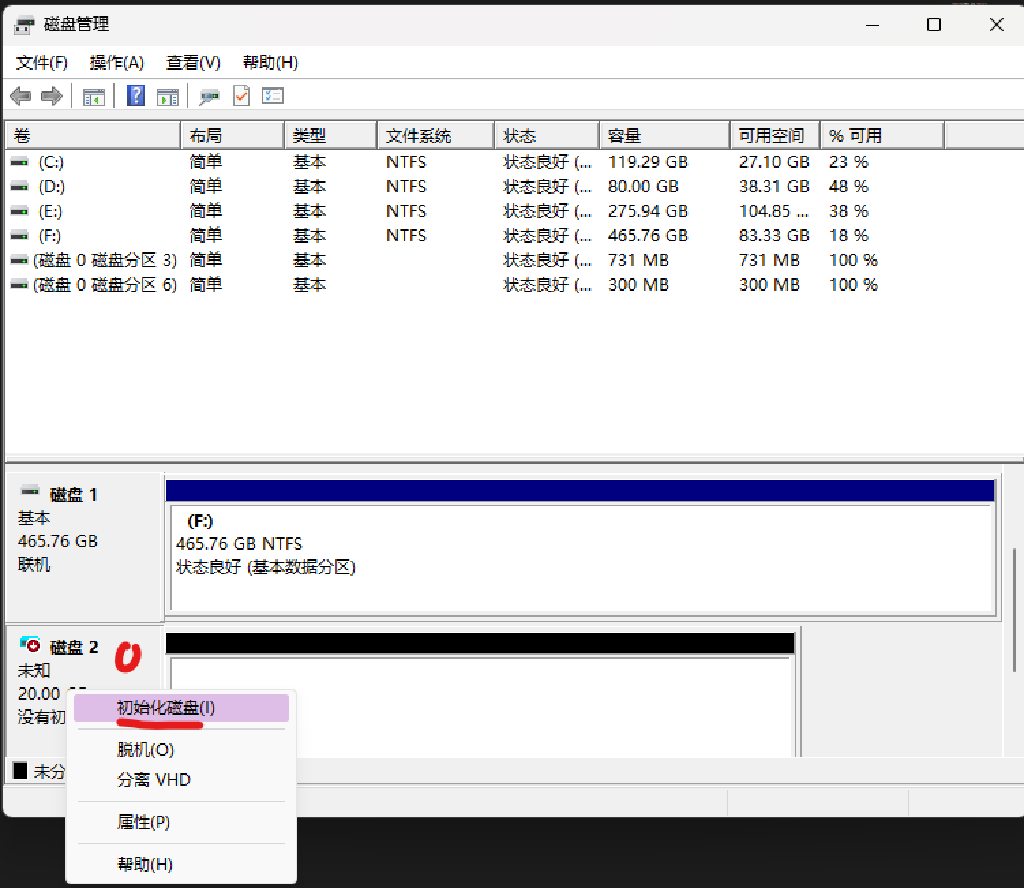 磁盘管理
文件(F) 操作(A) 查看(V) 帮助(H)
卷 布局 类型 文件系统 状态 容量 可用空间 % 可用
(C:) 简单 基本 NTFS 状态良好 (... 119.29 GB 27.10 GB 23 %
(D:) 简单 基本 NTFS 状态良好 (... 80.00 GB 38.31 GB 48 %
(E:) 简单 基本 NTFS 状态良好 (... 275.94 GB 104.85 ... 38 %
(F:) 简单 基本 NTFS 状态良好 (... 465.76 GB 83.33 GB 18 %
(磁盘 0 磁盘分区 3) 简单 基本 状态良好 (... 731 MB 731 MB 100 %
(磁盘 0 磁盘分区 6) 简单 基本 状态良好 (... 300 MB 300 MB 100 %
磁盘 1
基本
465.76 GB
联机
(F:)
465.76 GB NTFS
状态良好 (基本数据分区)
磁盘 2
未知
20.00
没有初
未分
初始化磁盘(I)
脱机(O)
分离 VHD
属性(P)
帮助(H)